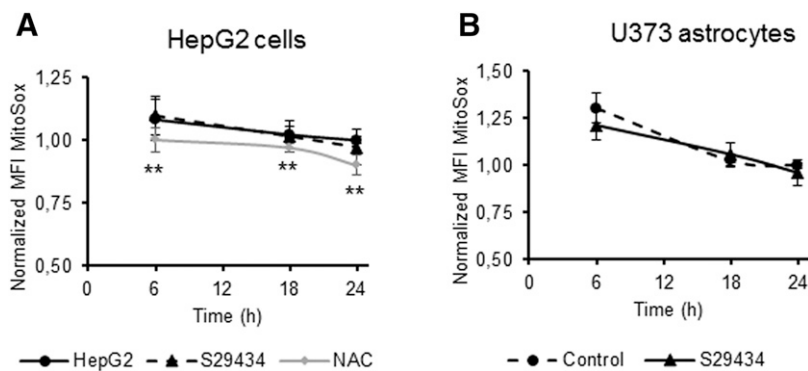 A
HepG2 cells
Normalized MFI MitoSox
1,25
1,00
0,75
0,50
**
**
**
0 6 12 18 24
Time (h)
HepG2 S29434 NAC
B
U373 astrocytes
Normalized MFI MitoSox
1,50
1,25
1,00
0,75
0,50
0 6 12 18 24
Time (h)
Control S29434